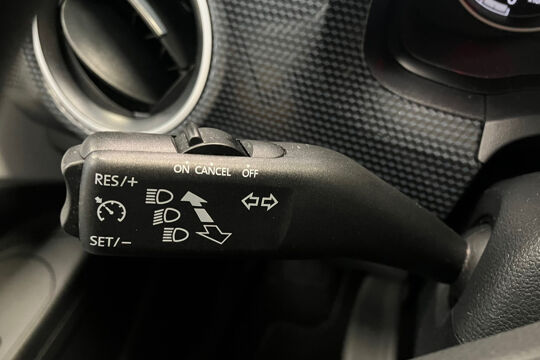 ON CANCEL OFF
RES/+
SET/-